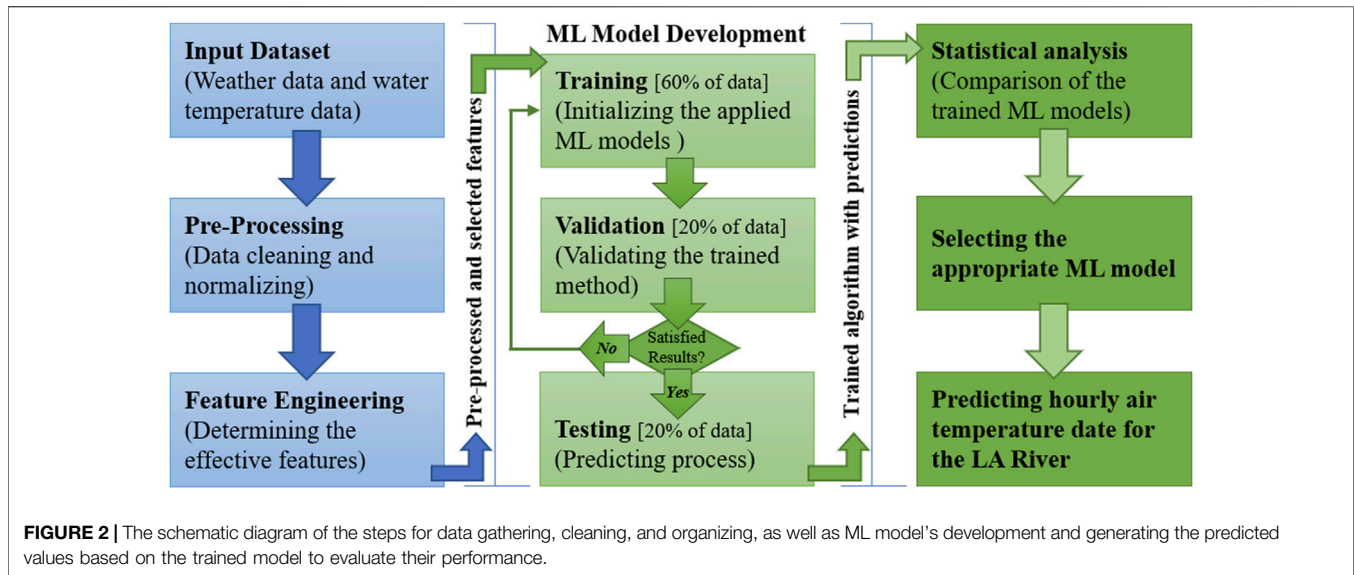 Input Dataset
(Weather data and water
temperature data)
Pre-Processing
(Data cleaning and
normalizing)
Feature Engineering
(Determining the
effective features)
Pre-processed and selected features
ML Model Development
Training [60% of data]
(Initializing the applied
ML models )
Validation [20% of data]
(Validating the trained
method)
Satisfied
Results?
No
Yes
Testing [20% of data]
(Predicting process)
Trained algorithm with predictions
Statistical analysis
(Comparison of the
trained ML models)
Selecting the
appropriate ML model
Predicting hourly air
temperature date for
the LA River
FIGURE 2 | The schematic diagram of the steps for data gathering, cleaning, and organizing, as well as ML model’s development and generating the predicted
values based on the trained model to evaluate their performance.